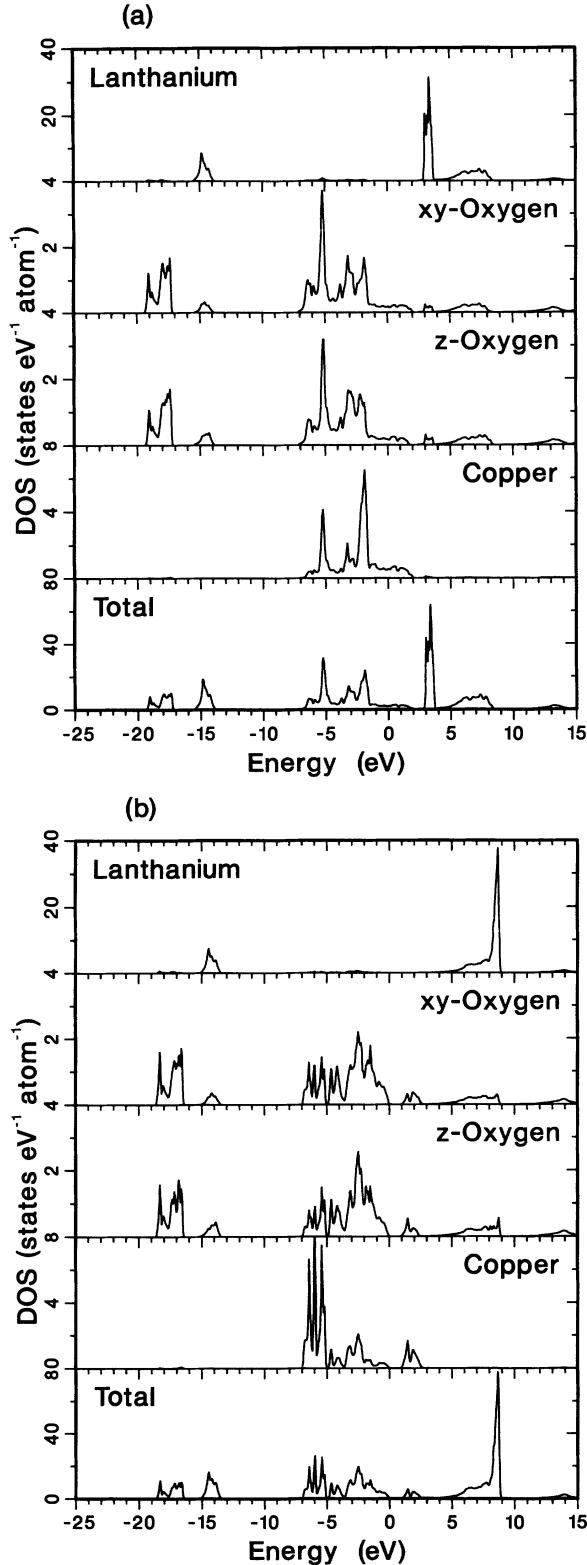 (a)
40
Lanthanium
20
4
xy-Oxygen
2
4
z-Oxygen
2
8
Copper
4
80
Total
40
0
DOS (states eV⁻¹ atom⁻¹)
-25 -20 -15 -10 -5 0 5 10 15
Energy (eV)
(b)
40
Lanthanium
20
4
xy-Oxygen
2
4
z-Oxygen
2
8
Copper
4
80
Total
40
0
DOS (states eV⁻¹ atom⁻¹)
-25 -20 -15 -10 -5 0 5 10 15
Energy (eV)